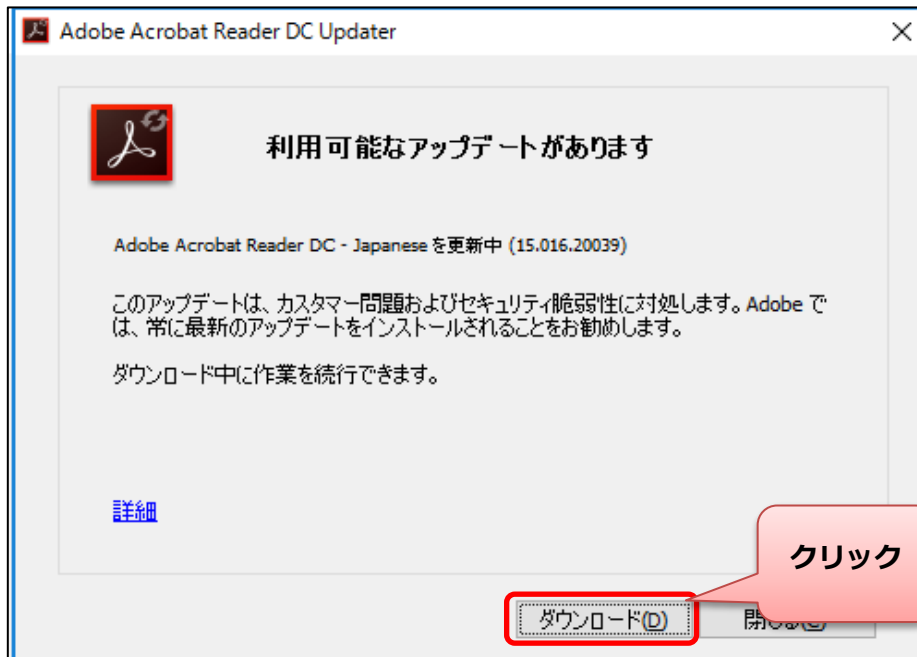 Adobe Acrobat Reader DC Updater
利用可能なアップデートがあります
Adobe Acrobat Reader DC - Japanese を更新中 (15.016.20039)
このアップデートは、カスタマー問題およびセキュリティ脆弱性に対処します。Adobe で
は、常に最新のアップデートをインストールされることをお勧めします。
ダウンロード中に作業を続行できます。
詳細
クリック
ダウンロード(D)
閉じる(C)